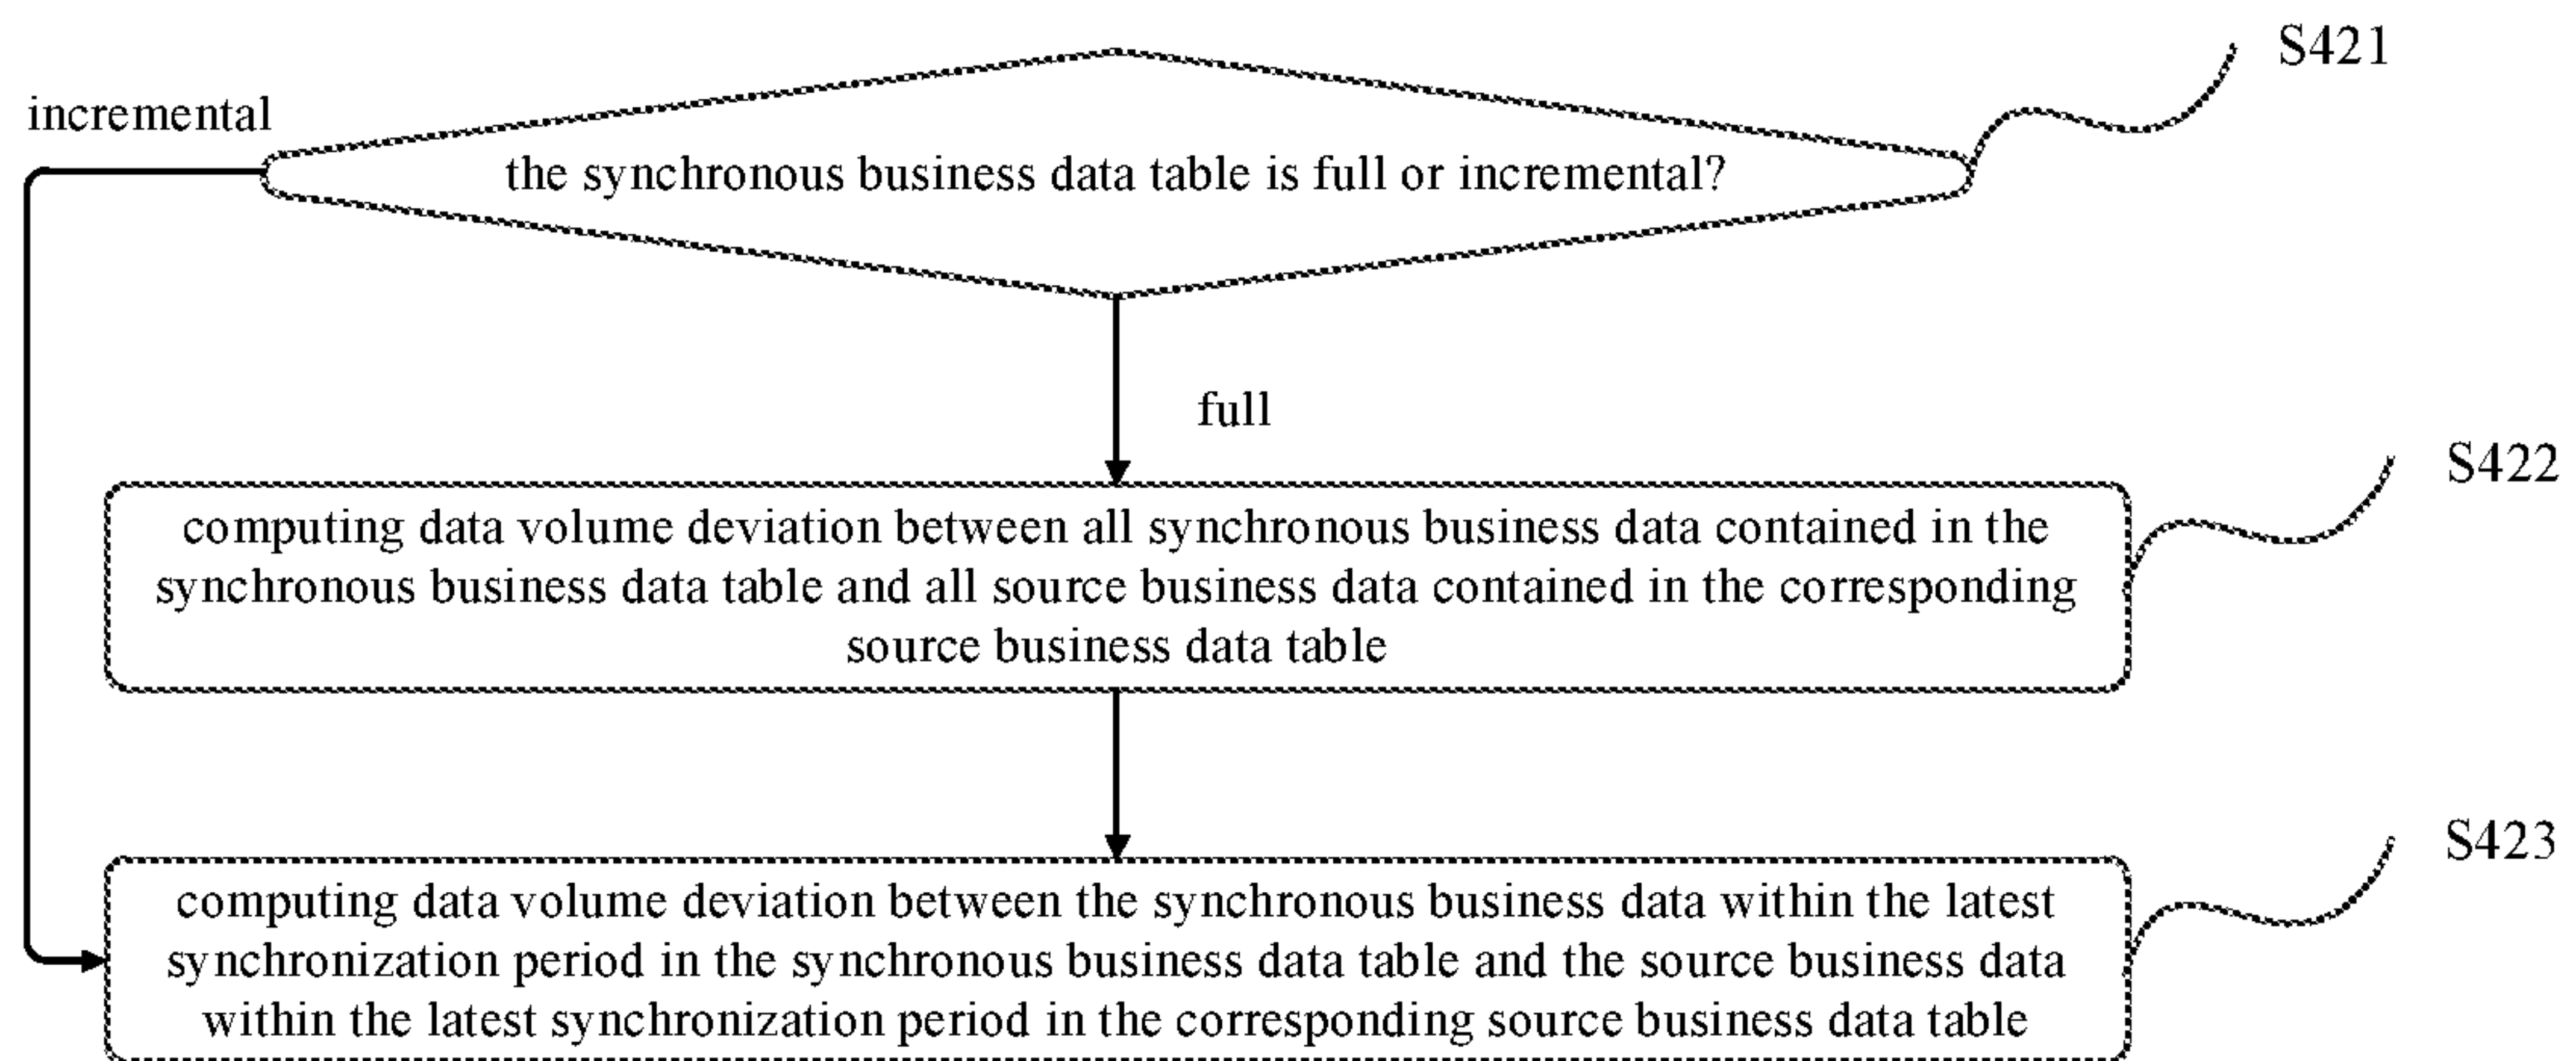 S421
incremental
the synchronous business data table is full or incremental?
full
S422
computing data volume deviation between all synchronous business data contained in the
synchronous business data table and all source business data contained in the corresponding
source business data table
S423
computing data volume deviation between the synchronous business data within the latest
synchronization period in the synchronous business data table and the source business data
within the latest synchronization period in the corresponding source business data table